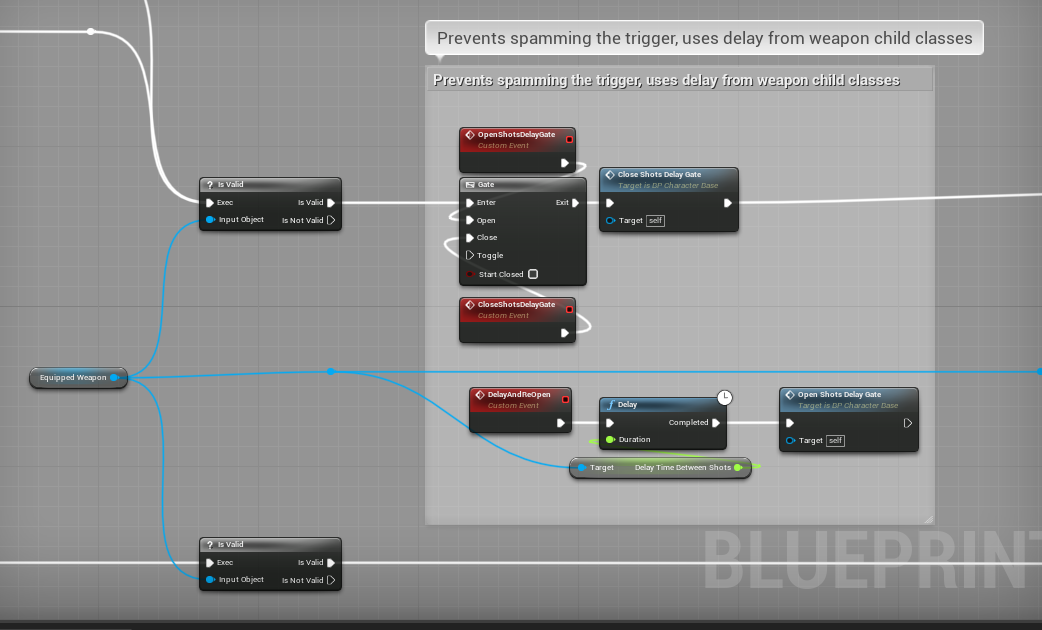 Prevents spamming the trigger, uses delay from weapon child classes
Prevents spamming the trigger, uses delay from weapon child classes
OpenShotsDelayGate
Custom Event
? Is Valid
Exec Is Valid
Input Object Is Not Valid
Gate
Enter Exit
Open
Close
Toggle
Start Closed
Close Shots Delay Gate
Target is DP Character Base
Target self
CloseShotsDelayGate
Custom Event
Equipped Weapon
DelayAndReOpen
Custom Event
f Delay
Completed
Duration
Target Delay Time Between Shots
Open Shots Delay Gate
Target is DP Character Base
Target self
? Is Valid
Exec Is Valid
Input Object Is Not Valid
BLUEPRINT